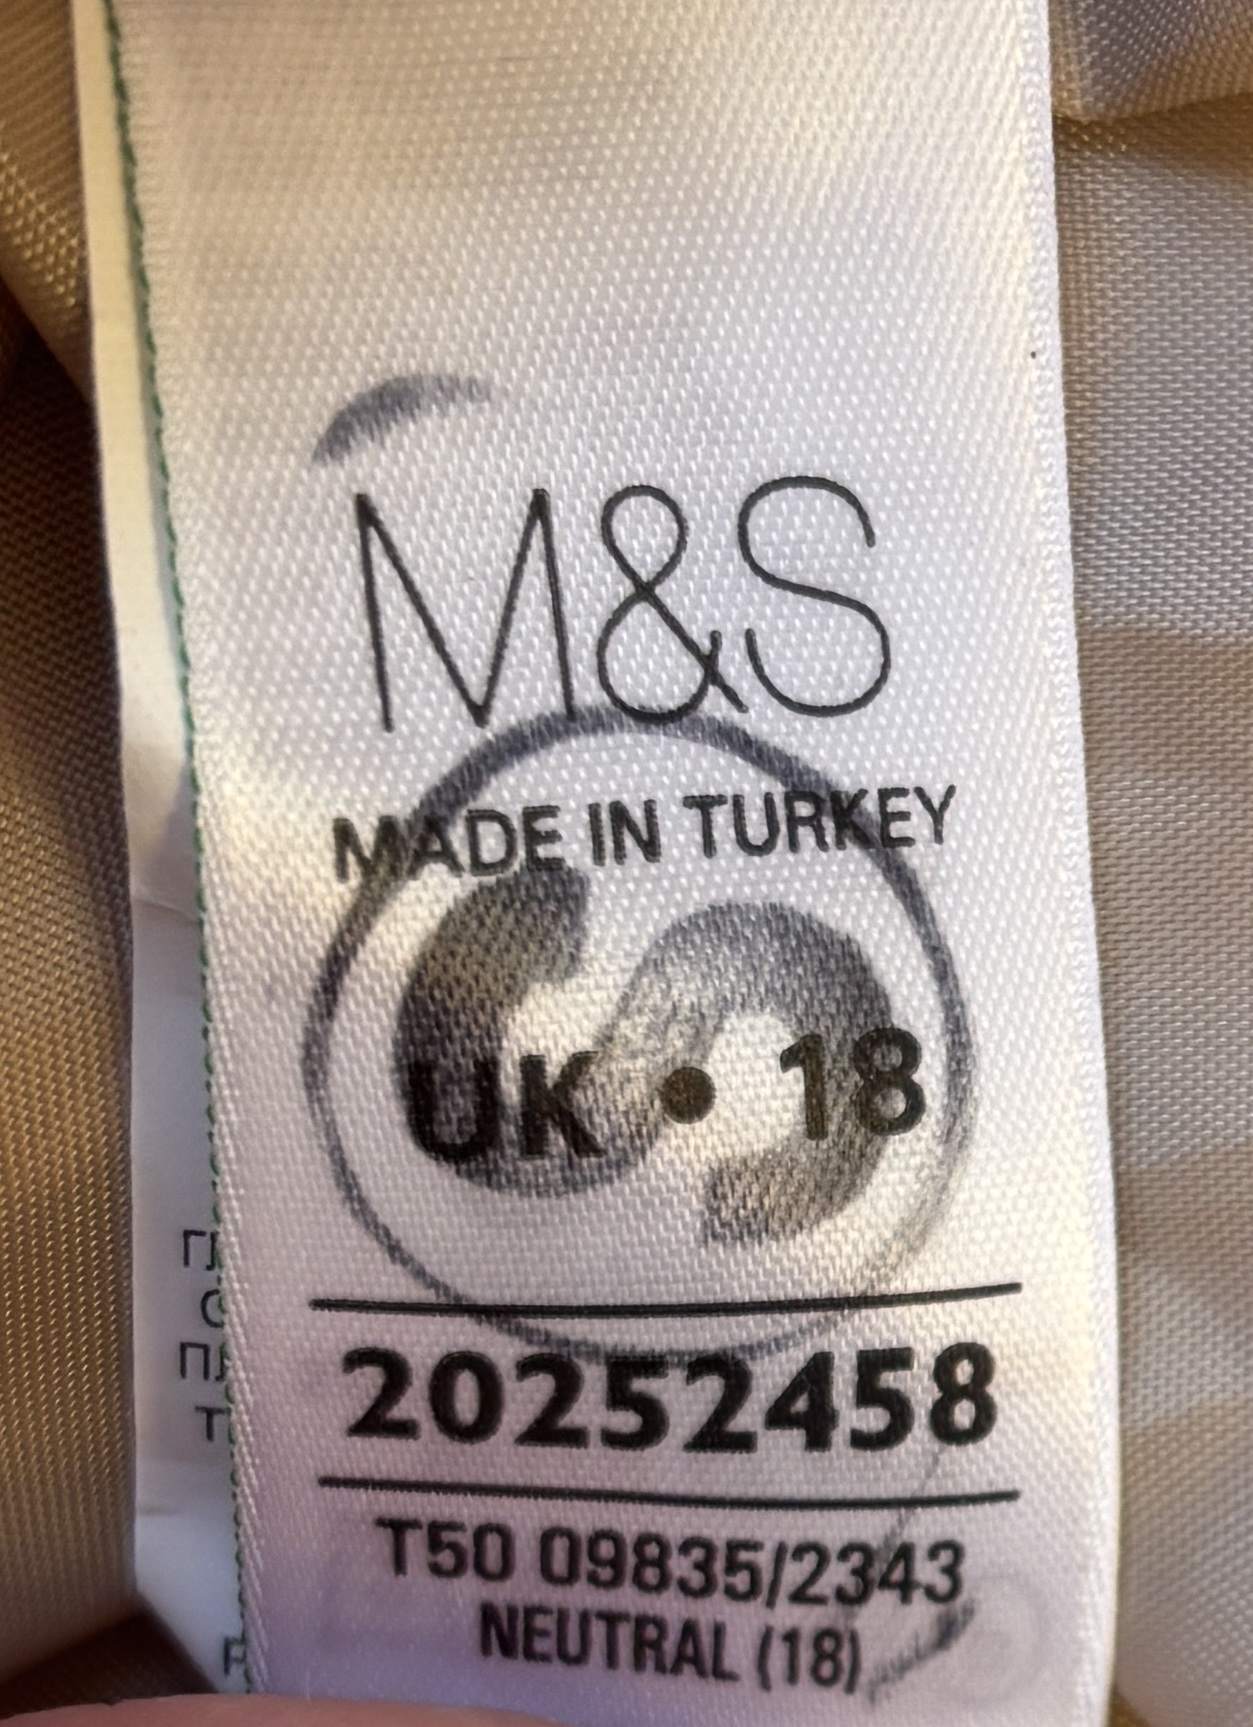 M&S
MADE IN TURKEY
UK • 18
20252458
T50 09835/2343
NEUTRAL (18)